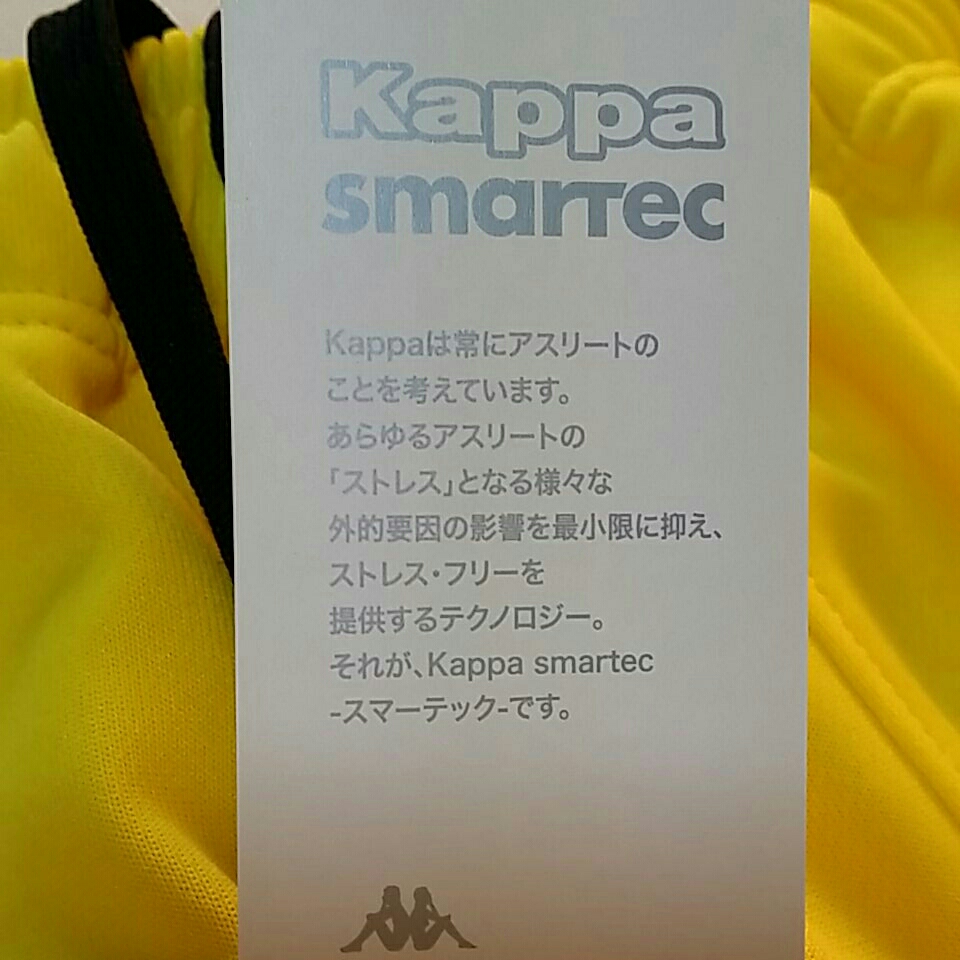 Kappa
smartec
Kappaは常にアスリートの
ことを考えています。
あらゆるアスリートの
「ストレス」となる様々な
外的要因の影響を最小限に抑え、
ストレス・フリーを
提供するテクノロジー。
それが、Kappa smartec
-スマーテック-です。